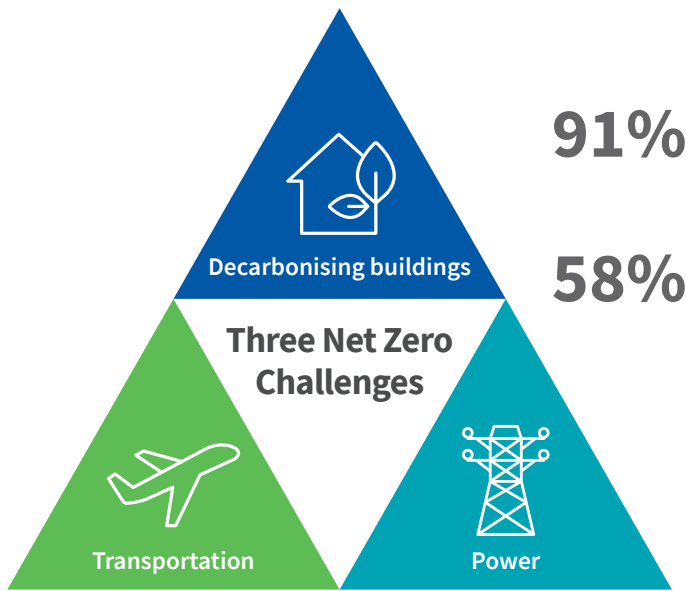 91%
Decarbonising buildings
58%
Three Net Zero
Challenges
Transportation
Power